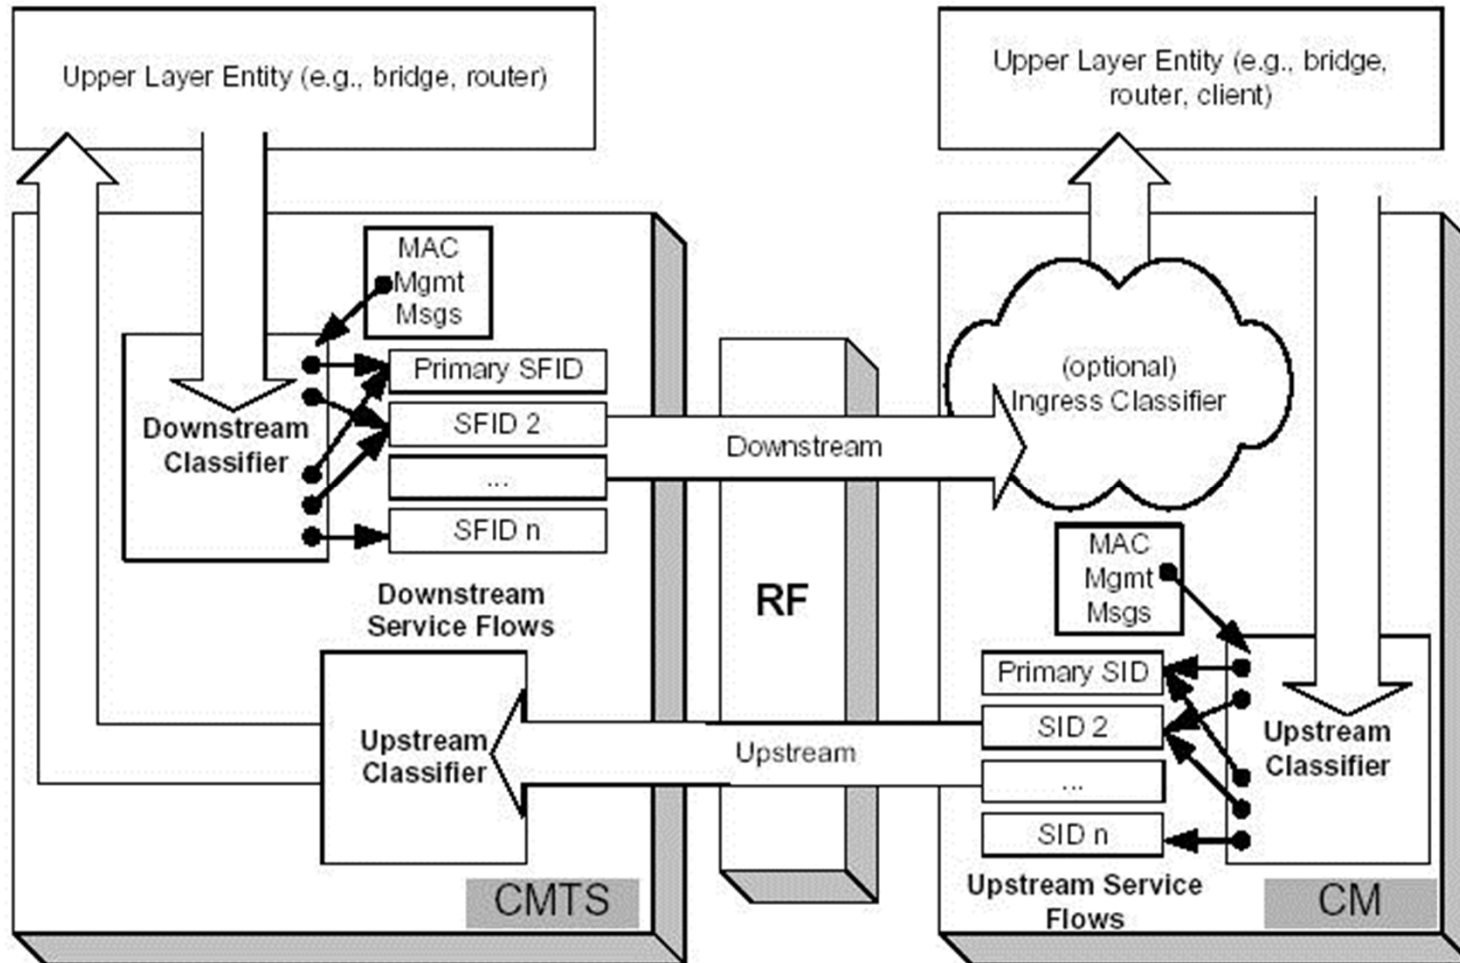 Upper Layer Entity (e.g., bridge, router)
Upper Layer Entity (e.g., bridge,
router, client)
MAC
Mgmt
Msgs
Primary SFID
SFID 2
...
SFID n
Downstream
Classifier
Downstream
Service Flows
Downstream
(optional)
Ingress Classifier
RF
MAC
Mgmt
Msgs
Primary SID
SID 2
...
SID n
Upstream
Classifier
Upstream
Upstream
Classifier
Upstream Service
Flows
CMTS
CM